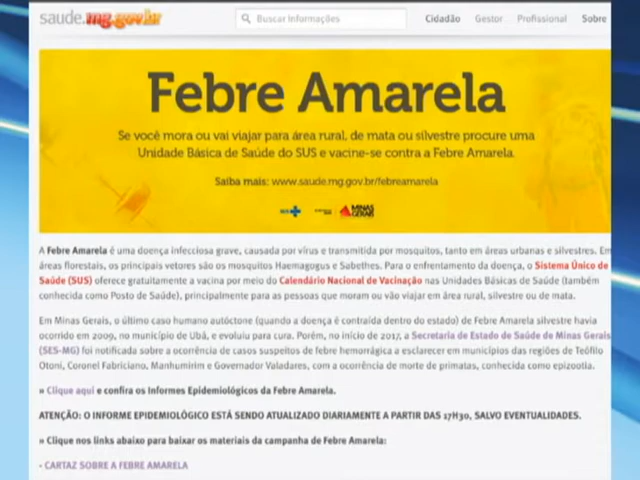 saude.mg.gov.br
Buscar Informações
Cidadão Gestor Profissional Sobre
Febre Amarela
Se você mora ou vai viajar para área rural, de mata ou silvestre procure uma
Unidade Básica de Saúde do SUS e vacine-se contra a Febre Amarela.
Saiba mais: www.saude.mg.gov.br/febreamarela
SUS
MINAS
GERAIS
A Febre Amarela é uma doença infecciosa grave, causada por vírus e transmitida por mosquitos, tanto em áreas urbanas e silvestres. Em
áreas florestais, os principais vetores são os mosquitos Haemagogus e Sabethes. Para o enfrentamento da doença, o Sistema Único de
Saúde (SUS) oferece gratuitamente a vacina por meio do Calendário Nacional de Vacinação nas Unidades Básicas de Saúde (também
conhecida como Posto de Saúde), principalmente para as pessoas que moram ou vão viajar em área rural, silvestre ou de mata.
Em Minas Gerais, o último caso humano autóctone (quando a doença é contraída dentro do estado) de Febre Amarela silvestre havia
ocorrido em 2009, no município de Ubá, e evoluiu para cura. Porém, no início de 2017, a Secretaria de Estado de Saúde de Minas Gerais
(SES-MG) foi notificada sobre a ocorrência de casos suspeitos de febre hemorrágica a esclarecer em municípios das regiões de Teófilo
Otoni, Coronel Fabriciano, Manhumirim e Governador Valadares, com a ocorrência de morte de primatas, conhecida como epizootia.
» Clique aqui e confira os Informes Epidemiológicos da Febre Amarela.
ATENÇÃO: O INFORME EPIDEMIOLÓGICO ESTÁ SENDO ATUALIZADO DIARIAMENTE A PARTIR DAS 17H30, SALVO EVENTUALIDADES.
» Clique nos links abaixo para baixar os materiais da campanha de Febre Amarela:
- CARTAZ SOBRE A FEBRE AMARELA